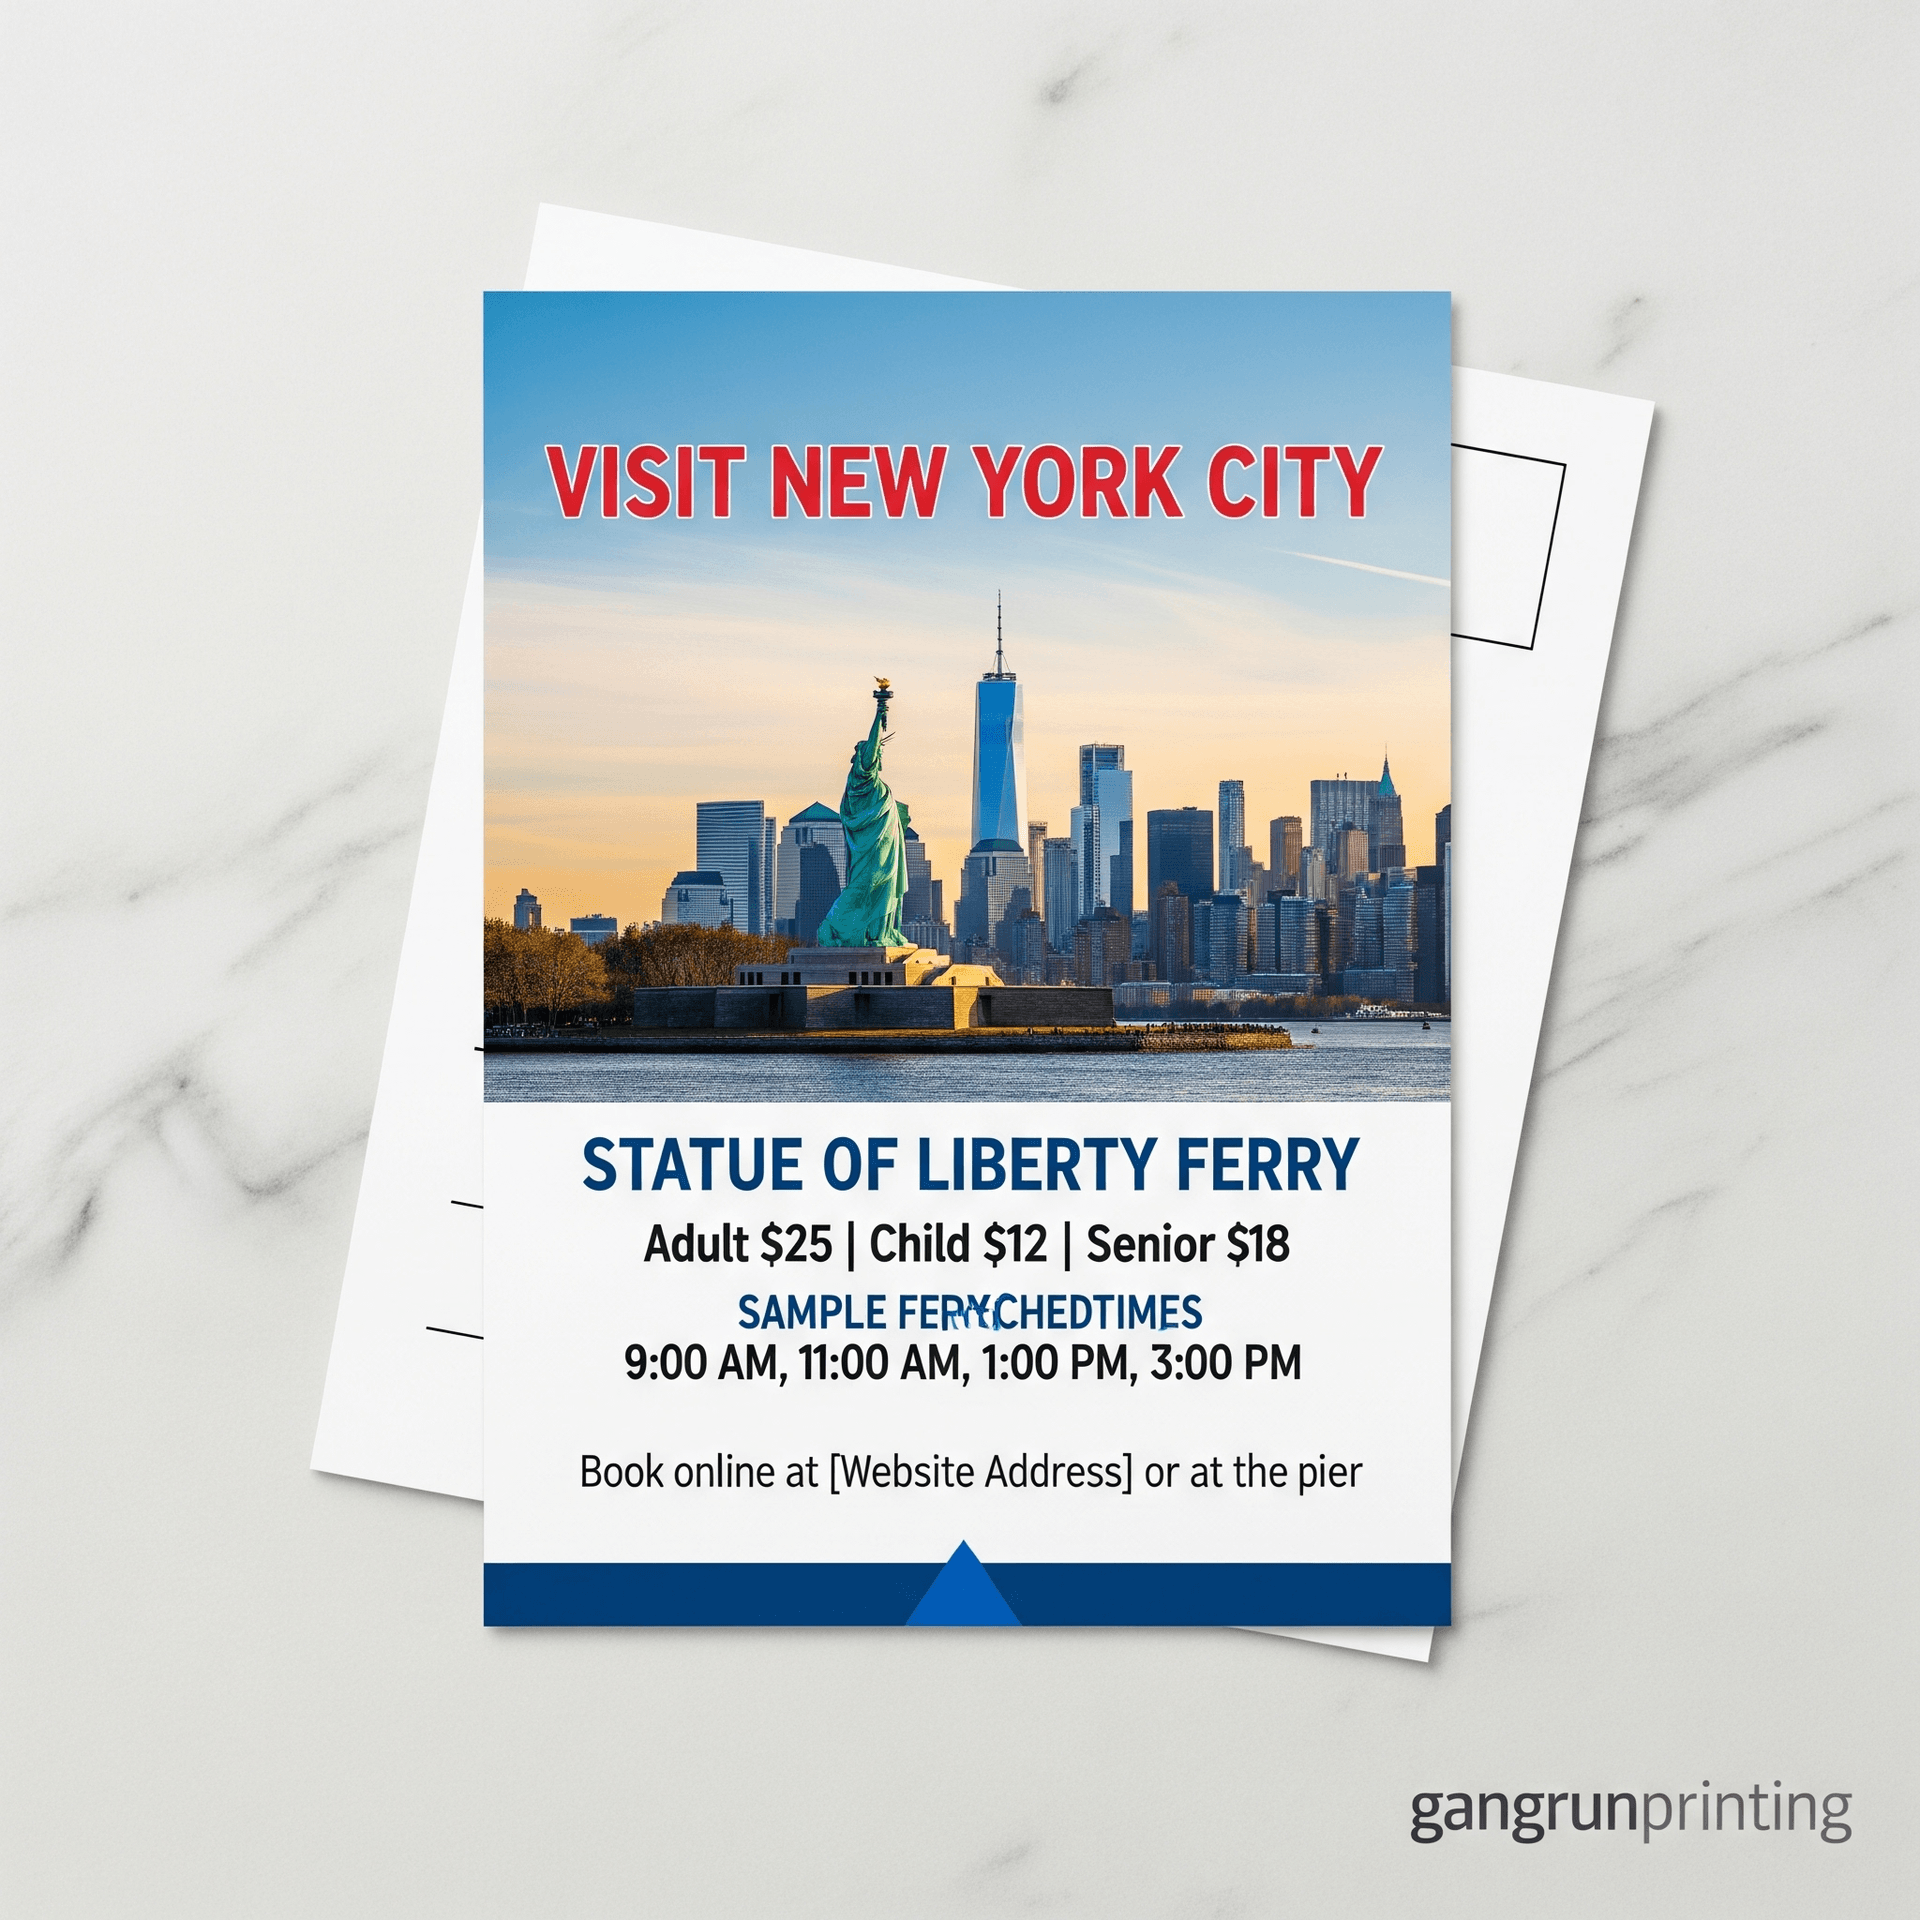 VISIT NEW YORK CITY
STATUE OF LIBERTY FERRY
Adult $25 | Child $12 | Senior $18
SAMPLE
9:00 AM, 11:00 AM, 1:00 PM, 3:00 PM
Book online at [Website Address] or at the pier
gangrunprinting